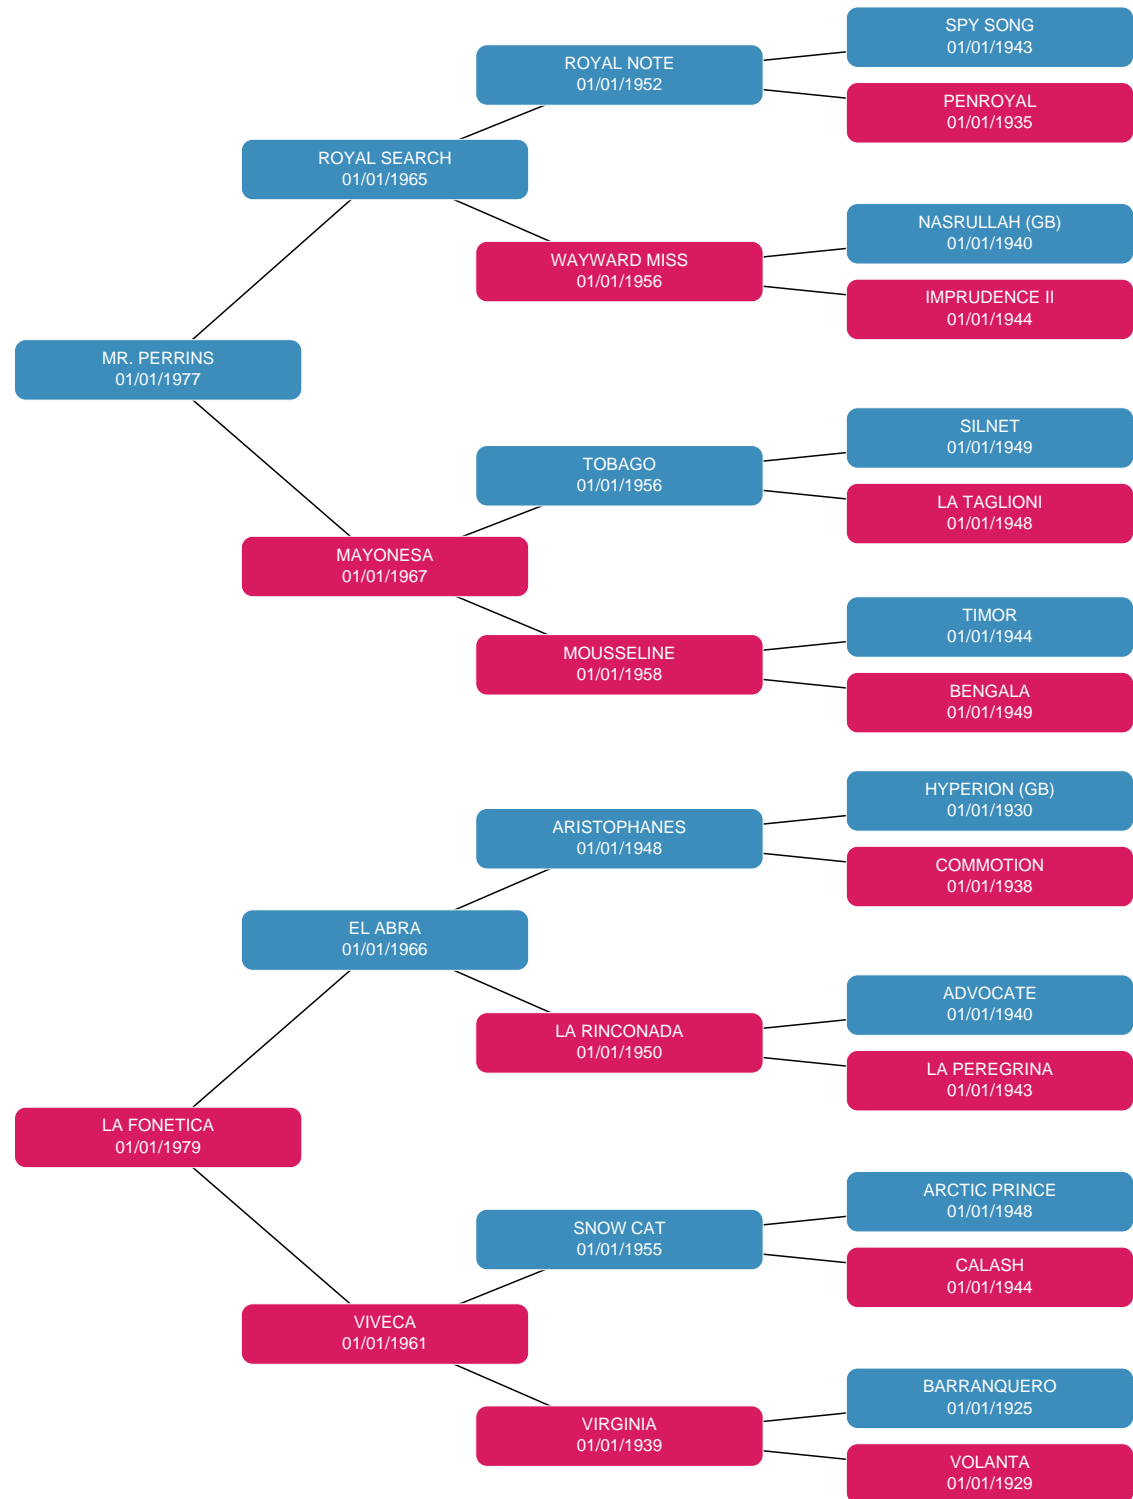 SPY SONG
01/01/1943
ROYAL NOTE
01/01/1952
PENROYAL
01/01/1935
ROYAL SEARCH
01/01/1965
NASRULLAH (GB)
01/01/1940
WAYWARD MISS
01/01/1956
IMPRUDENCE II
01/01/1944
MR. PERRINS
01/01/1977
SILNET
01/01/1949
TOBAGO
01/01/1956
LA TAGLIONI
01/01/1948
MAYONESA
01/01/1967
TIMOR
01/01/1944
MOUSSELINE
01/01/1958
BENGALA
01/01/1949
HYPERION (GB)
01/01/1930
ARISTOPHANES
01/01/1948
COMMOTION
01/01/1938
EL ABRA
01/01/1966
ADVOCATE
01/01/1940
LA RINCONADA
01/01/1950
LA PEREGRINA
01/01/1943
LA FONETICA
01/01/1979
ARCTIC PRINCE
01/01/1948
SNOW CAT
01/01/1955
CALASH
01/01/1944
VIVECA
01/01/1961
BARRANQUERO
01/01/1925
VIRGINIA
01/01/1939
VOLANTA
01/01/1929